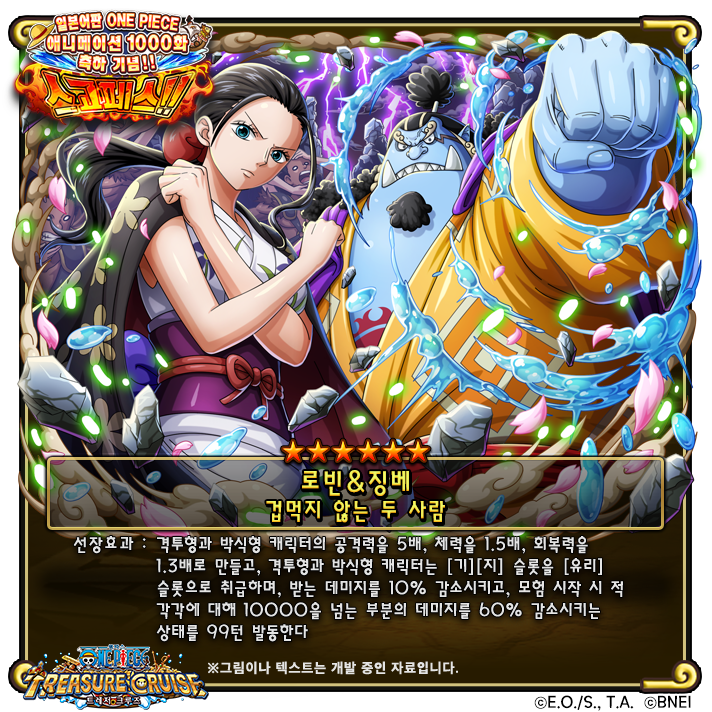 일본어판 ONE PIECE
애니메이션 1000화
축하 기념!!
스고페스!!
로빈&징베
겁먹지 않는 두 사람
선장효과 : 격투형과 박식형 캐릭터의 공격력을 5배, 체력을 1.5배, 회복력을
1.3배로 만들고, 격투형과 박식형 캐릭터는 [기][지] 슬롯을 [유리]
슬롯으로 취급하며, 받는 데미지를 10% 감소시키고, 모험 시작 시 적
각각에 대해 10000을 넘는 부분의 데미지를 60% 감소시키는
상태를 99턴 발동한다
ONE PIECE
TREASURE CRUISE
트레저 크루즈
※그림이나 텍스트는 개발 중인 자료입니다.
©E.O./S., T.A. ©BNEI